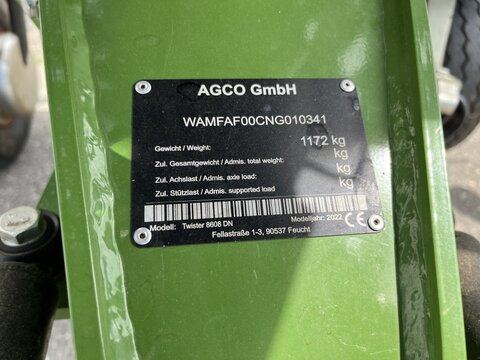 AGCO GmbH
WAMFAF00CNG010341
Gewicht / Weight: 1172 kg
Zul. Gesamtgewicht / Admis. total weight: kg
Zul. Achslast / Admis. axle load: kg
Zul. Stützlast / Admis. supported load kg
Modell: Twister 8608 DN Modelljahr: 2022 CE
Fellastraße 1-3, 90537 Feucht